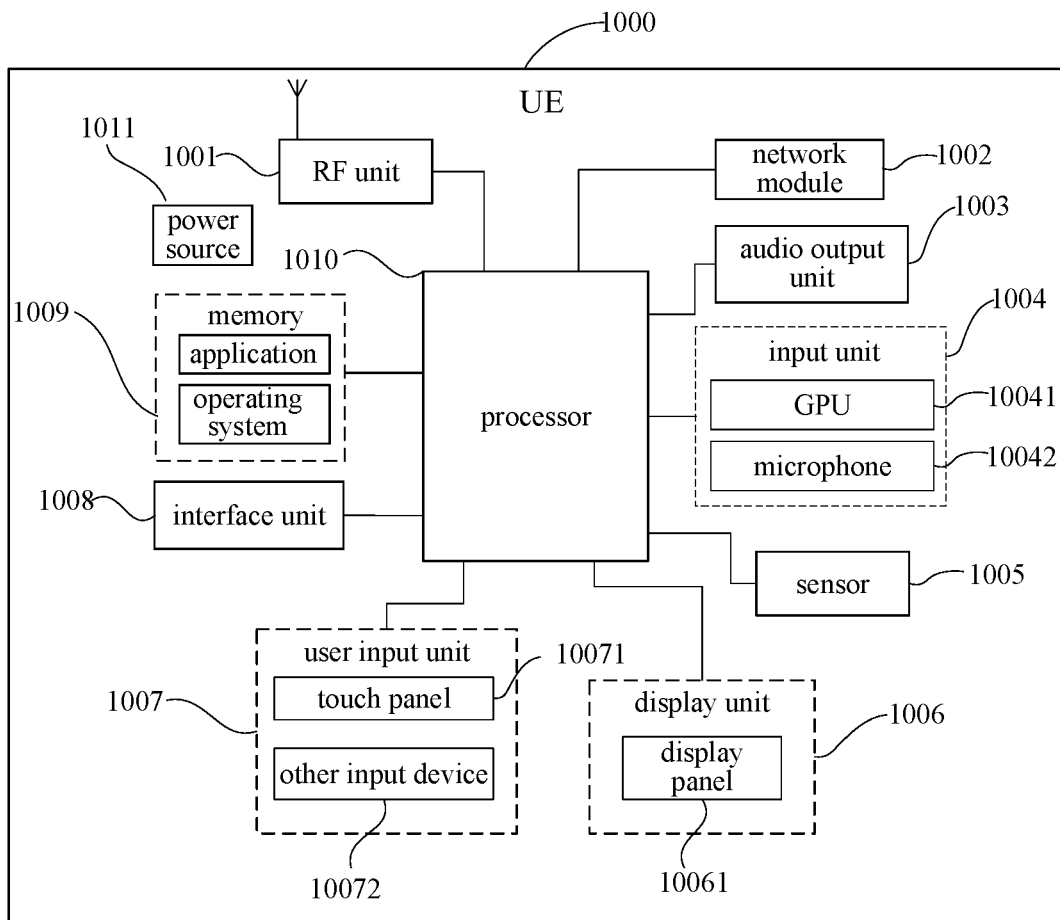 1000
UE
1011
1001
RF unit
network
module
1002
power
source
1003
audio output
unit
1010
1009
memory
application
operating
system
processor
1004
input unit
GPU
10041
microphone
10042
1008
interface unit
sensor
1005
user input unit
10071
touch panel
1007
other input device
10072
display unit
1006
display
panel
10061